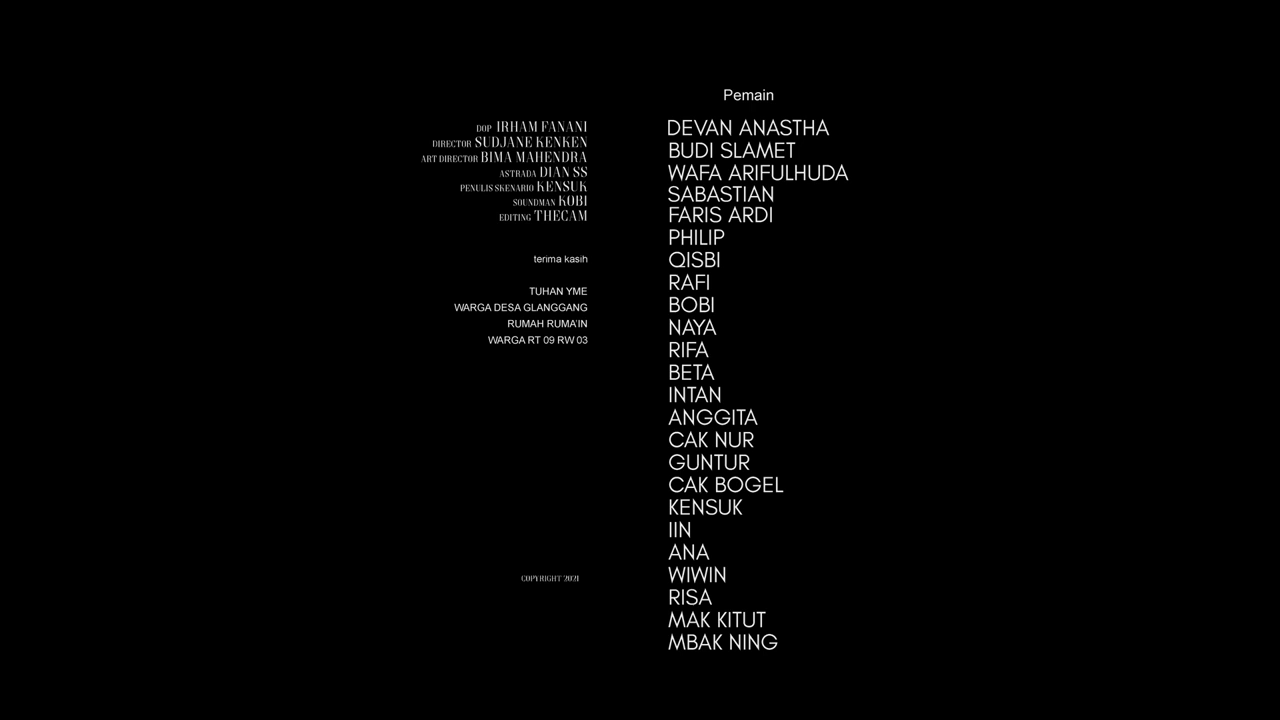 DOP IRHAM FANANI
DIRECTOR SUDJANE KENKEN
ART DIRECTOR BIMA MAHENDRA
ASTRADA DIAN SS
PENULIS SKENARIO KENSUK
SOUNDMAN KOBI
EDITING THECAM
terima kasih
TUHAN YME
WARGA DESA GLANGGANG
RUMAH RUMA'IN
WARGA RT 09 RW 03
COPYRIGHT 2021
Pemain
DEVAN ANASTHA
BUDI SLAMET
WAFA ARIFULHUDA
SABASTIAN
FARIS ARDI
PHILIP
QISBI
RAFI
BOBI
NAYA
RIFA
BETA
INTAN
ANGGITA
CAK NUR
GUNTUR
CAK BOGEL
KENSUK
IIN
ANA
WIWIN
RISA
MAK KITUT
MBAK NING